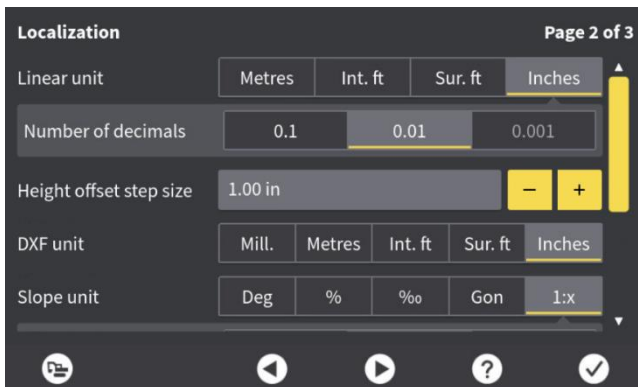 Localization Page 2 of 3
Linear unit Metres Int. ft Sur. ft Inches
Number of decimals 0.1 0.01 0.001
Height offset step size 1.00 in − +
DXF unit Mill. Metres Int. ft Sur. ft Inches
Slope unit Deg % ‰ Gon 1:x
?